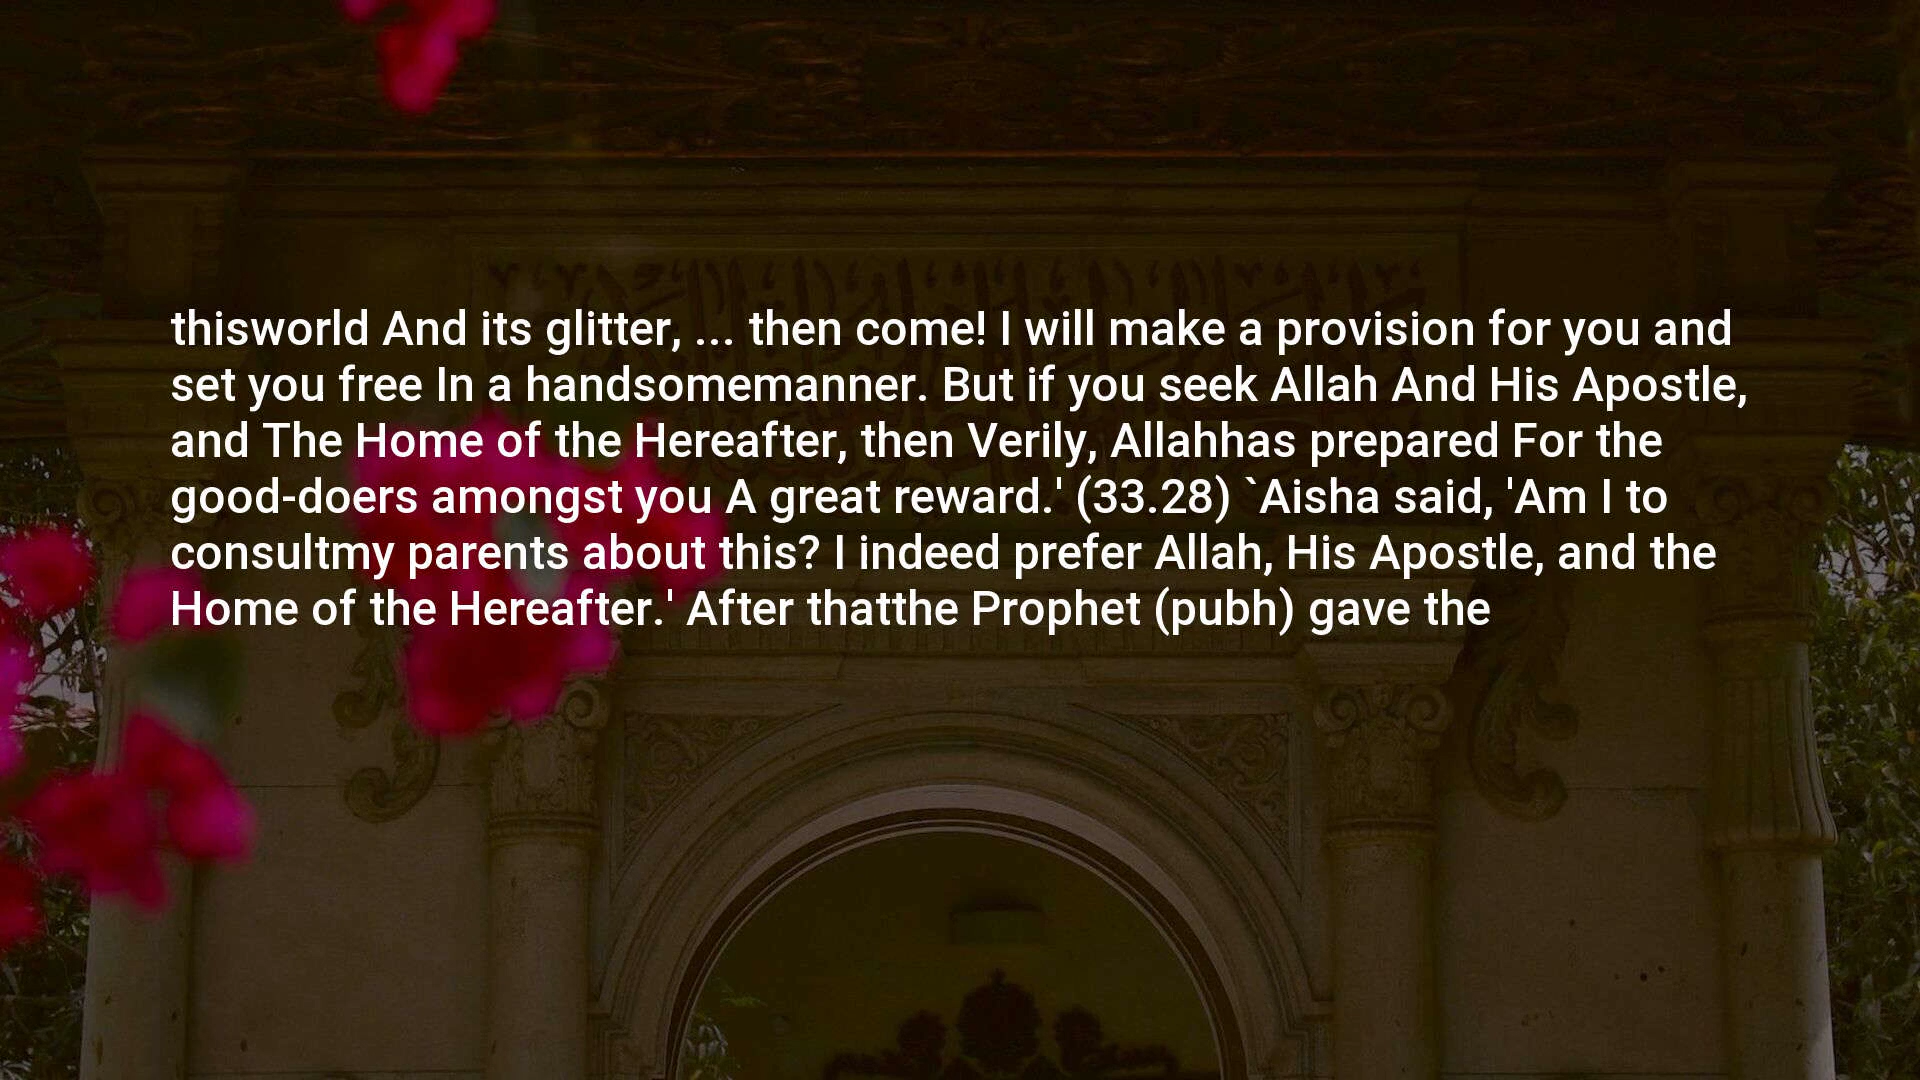 thisworld And its glitter, ... then come! I will make a provision for you and
set you free In a handsomemanner. But if you seek Allah And His Apostle,
and The Home of the Hereafter, then Verily, Allahhas prepared For the
good-doers amongst you A great reward.' (33.28) `Aisha said, 'Am I to
consultmy parents about this? I indeed prefer Allah, His Apostle, and the
Home of the Hereafter.' After thatthe Prophet (pubh) gave the